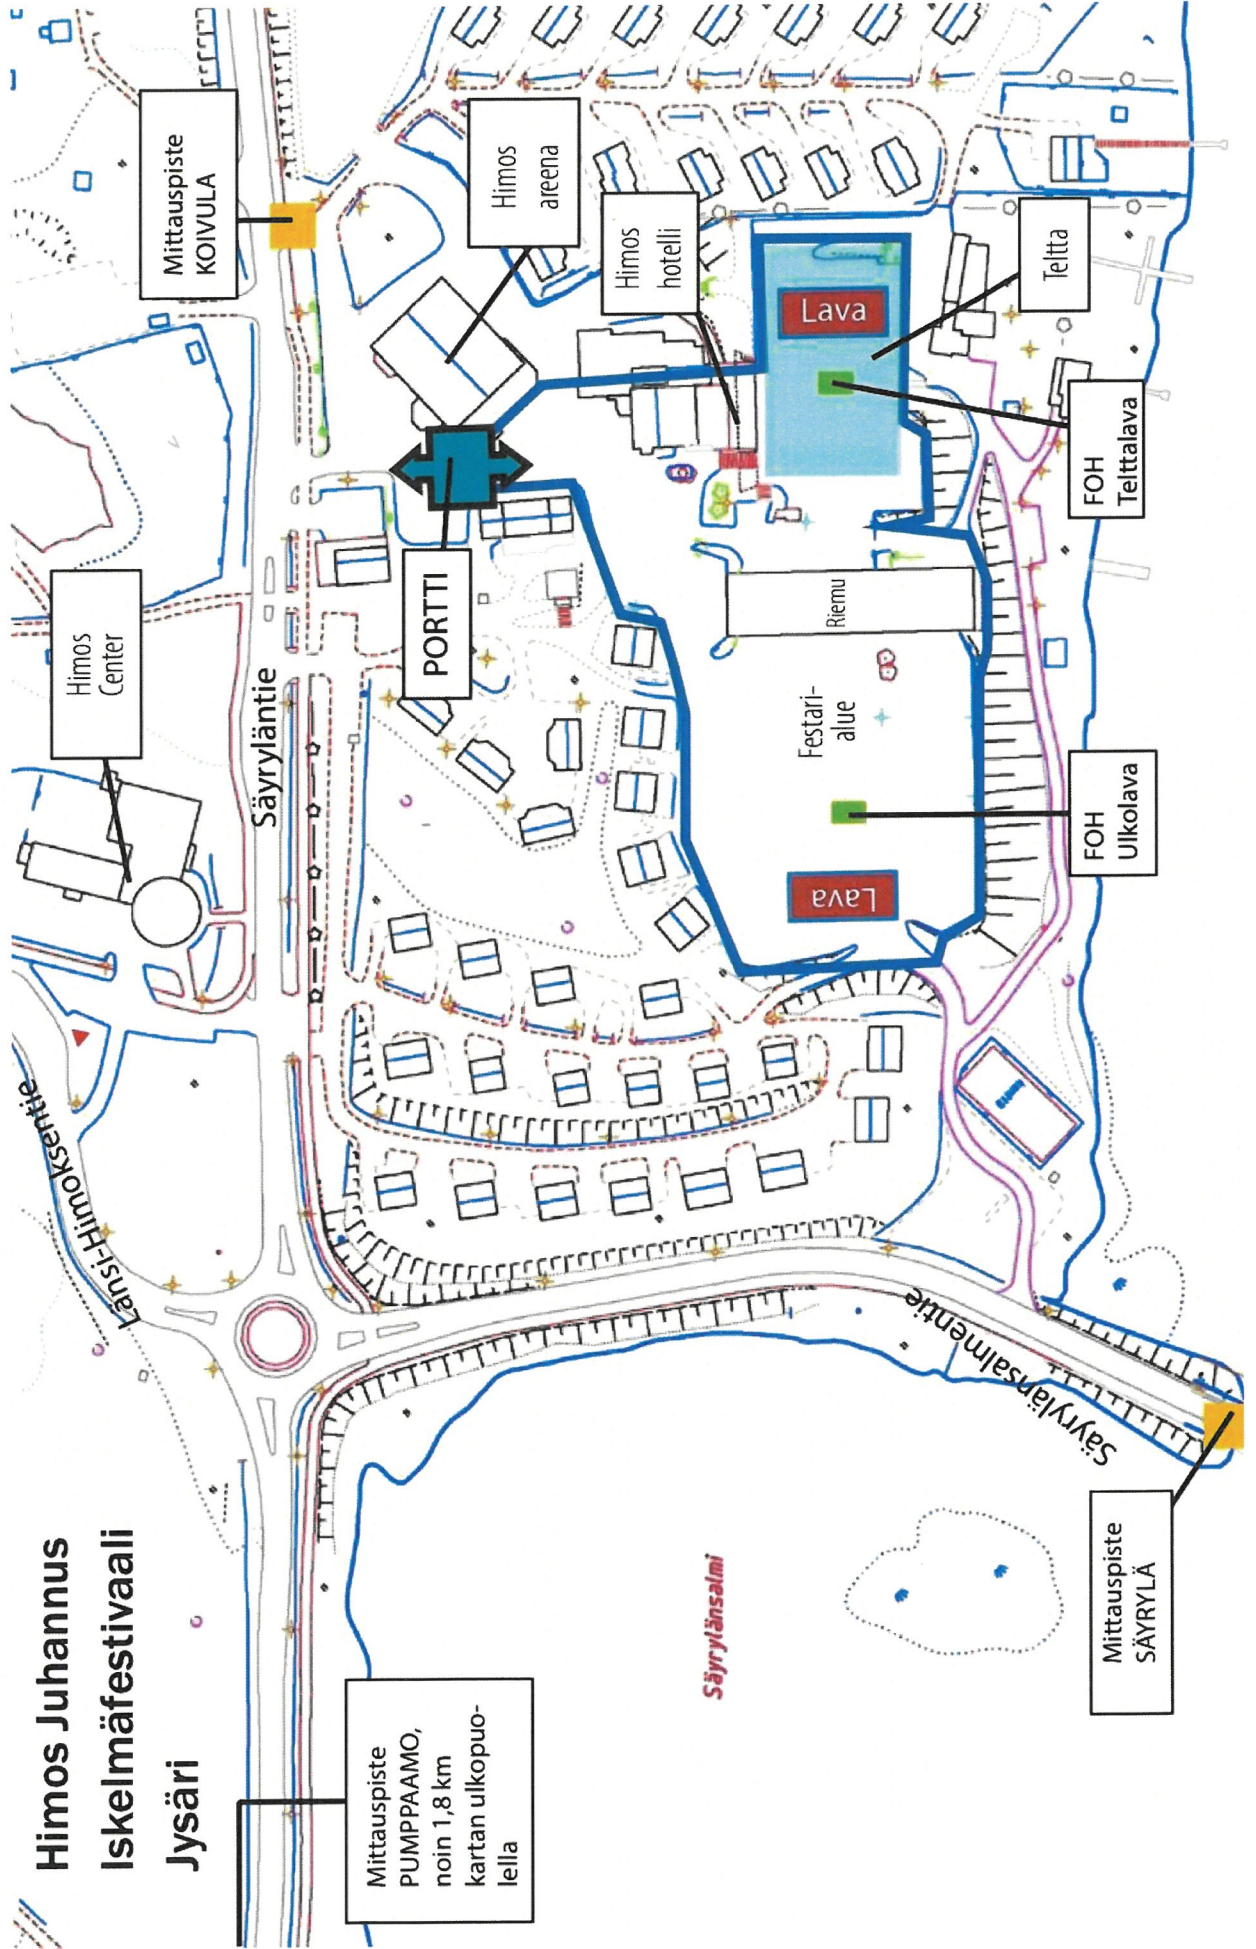 Himos Juhannus
Iskelmäfestivaali
Jysäri
Länsi-Himoksentie
Himos
Center
Säyryläntie
Mittauspiste
KOIVULA
PORTTI
Himos
areena
Himos
hotelli
Mittauspiste
PUMPPAAMO,
noin 1,8 km
kartan ulkopuo-
lella
Säyrylänsalmi
Säyrylänsalmentie
Lava
Festari-
alue
Riemu
Lava
Mittauspiste
SÄYRYLÄ
FOH
Ulkolava
FOH
Telttalava
Teltta